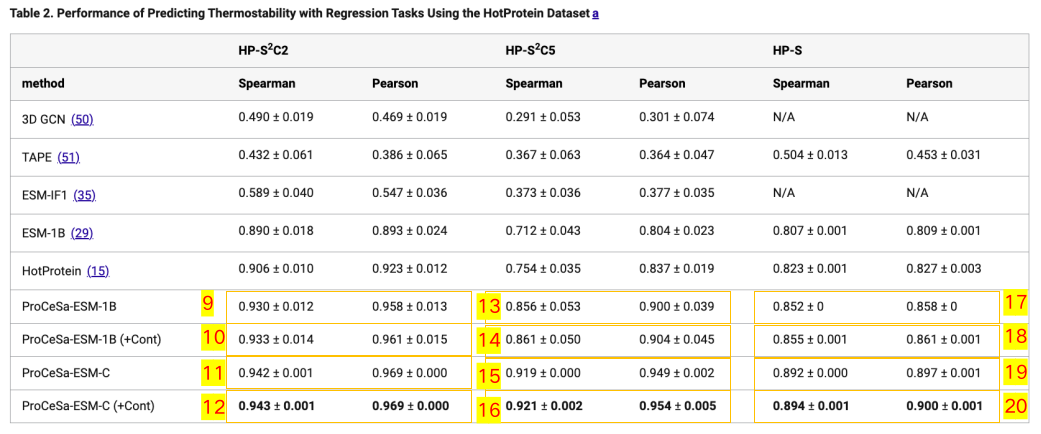 Table 2. Performance of Predicting Thermostability with Regression Tasks Using the HotProtein Dataset a
HP-S²C2 HP-S²C5 HP-S
method Spearman Pearson Spearman Pearson Spearman Pearson
3D GCN (50) 0.490 ± 0.019 0.469 ± 0.019 0.291 ± 0.053 0.301 ± 0.074 N/A N/A
TAPE (51) 0.432 ± 0.061 0.386 ± 0.065 0.367 ± 0.063 0.364 ± 0.047 0.504 ± 0.013 0.453 ± 0.031
ESM-IF1 (35) 0.589 ± 0.040 0.547 ± 0.036 0.373 ± 0.036 0.377 ± 0.035 N/A N/A
ESM-1B (29) 0.890 ± 0.018 0.893 ± 0.024 0.712 ± 0.043 0.804 ± 0.023 0.807 ± 0.001 0.809 ± 0.001
HotProtein (15) 0.906 ± 0.010 0.923 ± 0.012 0.754 ± 0.035 0.837 ± 0.019 0.823 ± 0.001 0.827 ± 0.003
ProCeSa-ESM-1B 9 0.930 ± 0.012 0.958 ± 0.013 13 0.856 ± 0.053 0.900 ± 0.039 0.852 ± 0 0.858 ± 0 17
ProCeSa-ESM-1B (+Cont) 10 0.933 ± 0.014 0.961 ± 0.015 14 0.861 ± 0.050 0.904 ± 0.045 0.855 ± 0.001 0.861 ± 0.001 18
ProCeSa-ESM-C 11 0.942 ± 0.001 0.969 ± 0.000 15 0.919 ± 0.000 0.949 ± 0.002 0.892 ± 0.000 0.897 ± 0.001 19
ProCeSa-ESM-C (+Cont) 12 0.943 ± 0.001 0.969 ± 0.000 16 0.921 ± 0.002 0.954 ± 0.005 0.894 ± 0.001 0.900 ± 0.001 20